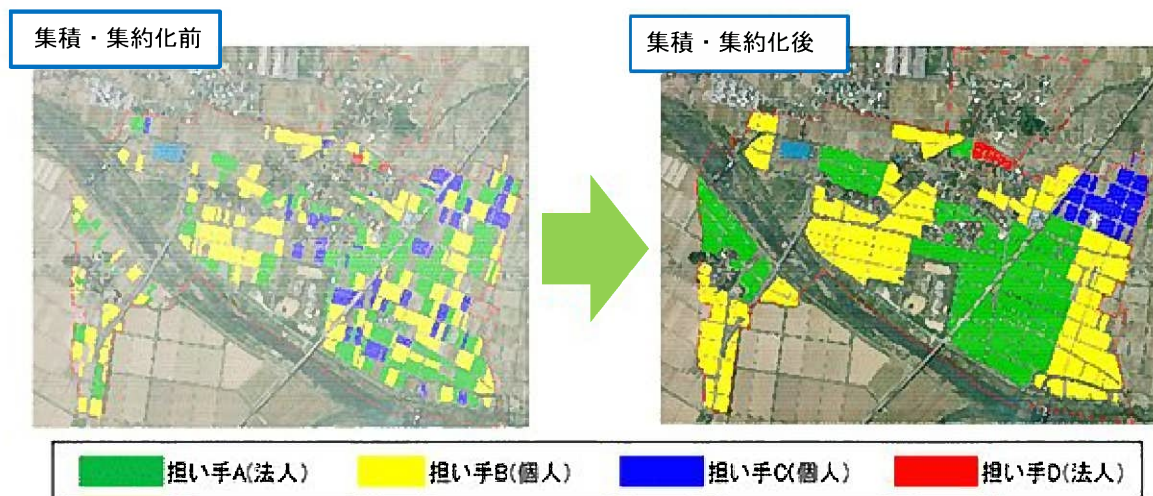 集積・集約化前
集積・集約化後
担い手A(法人)
担い手B(個人)
担い手C(個人)
担い手D(法人)